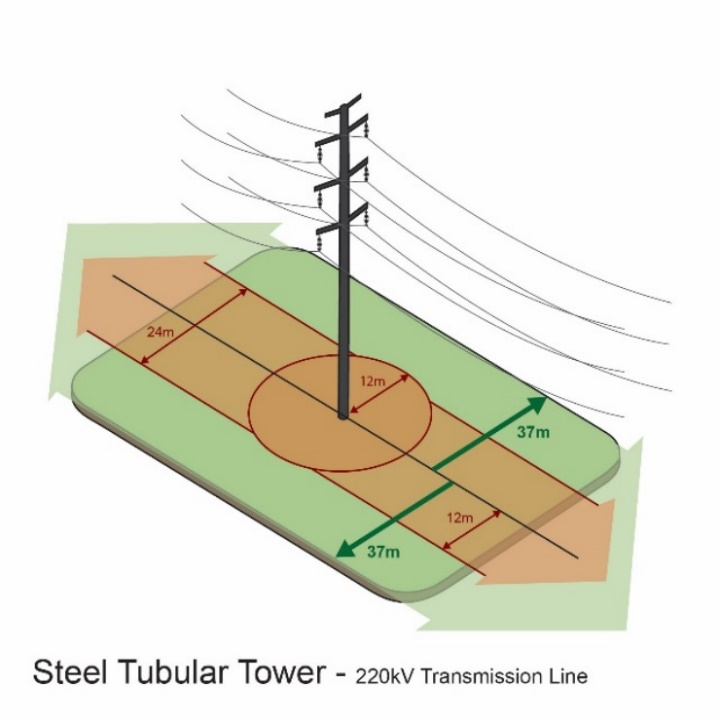 24m
12m
37m
12m
37m
Steel Tubular Tower - 220kV Transmission Line